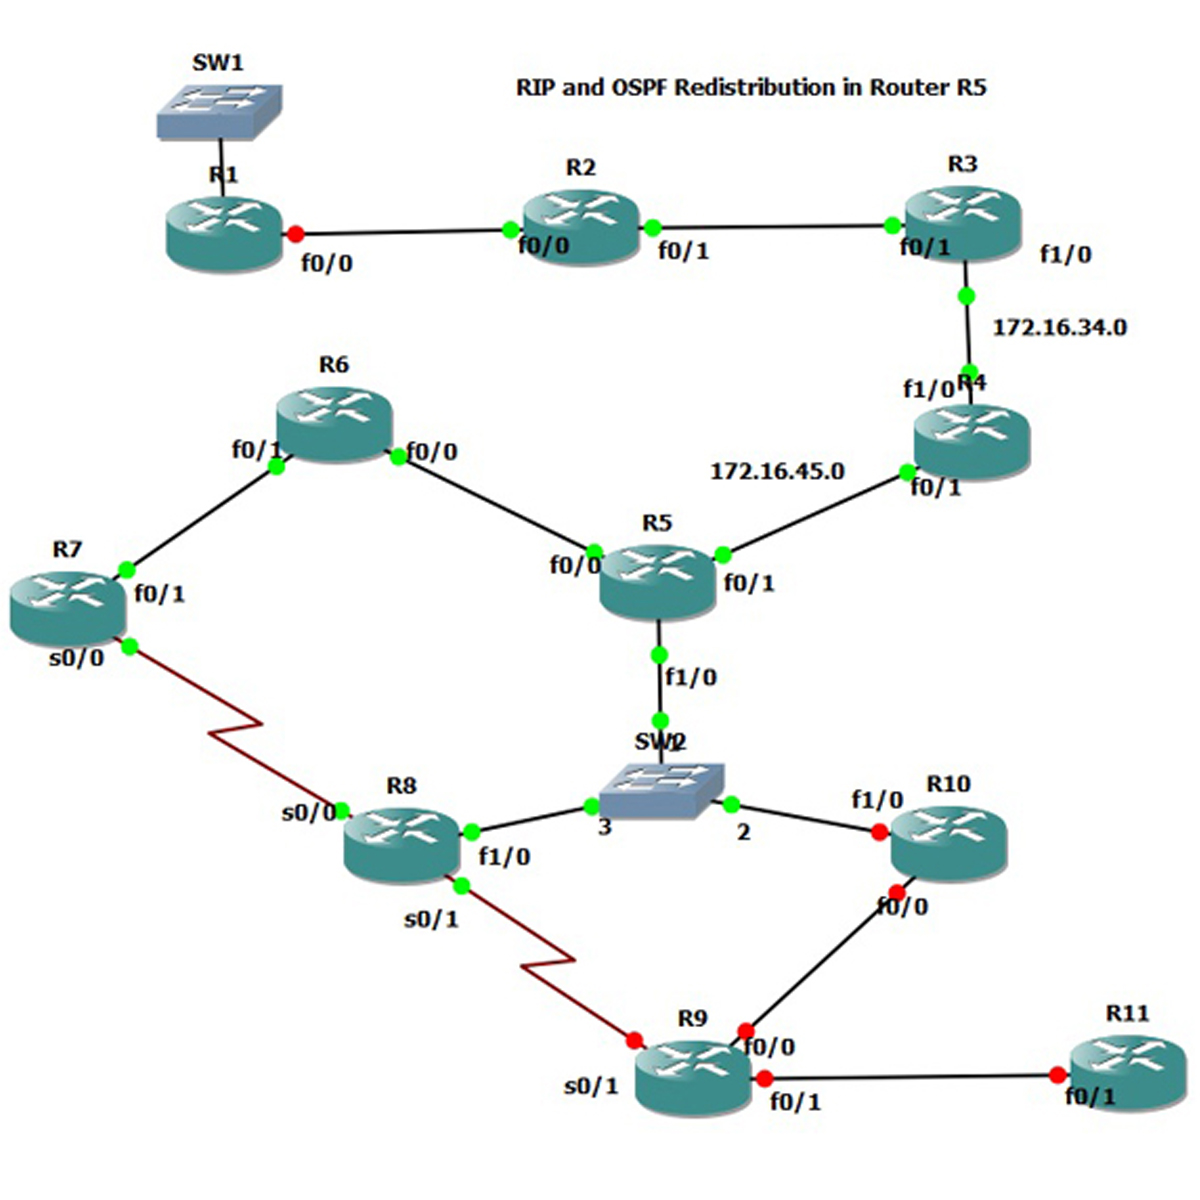 SW1
RIP and OSPF Redistribution in Router R5
R1
R2
R3
f0/0
f0/0
f0/1
f0/1
f1/0
172.16.34.0
R6
f1/0
R4
f0/1
f0/0
172.16.45.0
f0/1
R5
R7
f0/0
f0/1
f0/1
s0/0
f1/0
SW2
1
R8
R10
s0/0
f1/0
3
2
f1/0
s0/1
f0/0
R9
R11
f0/0
s0/1
f0/1
f0/1